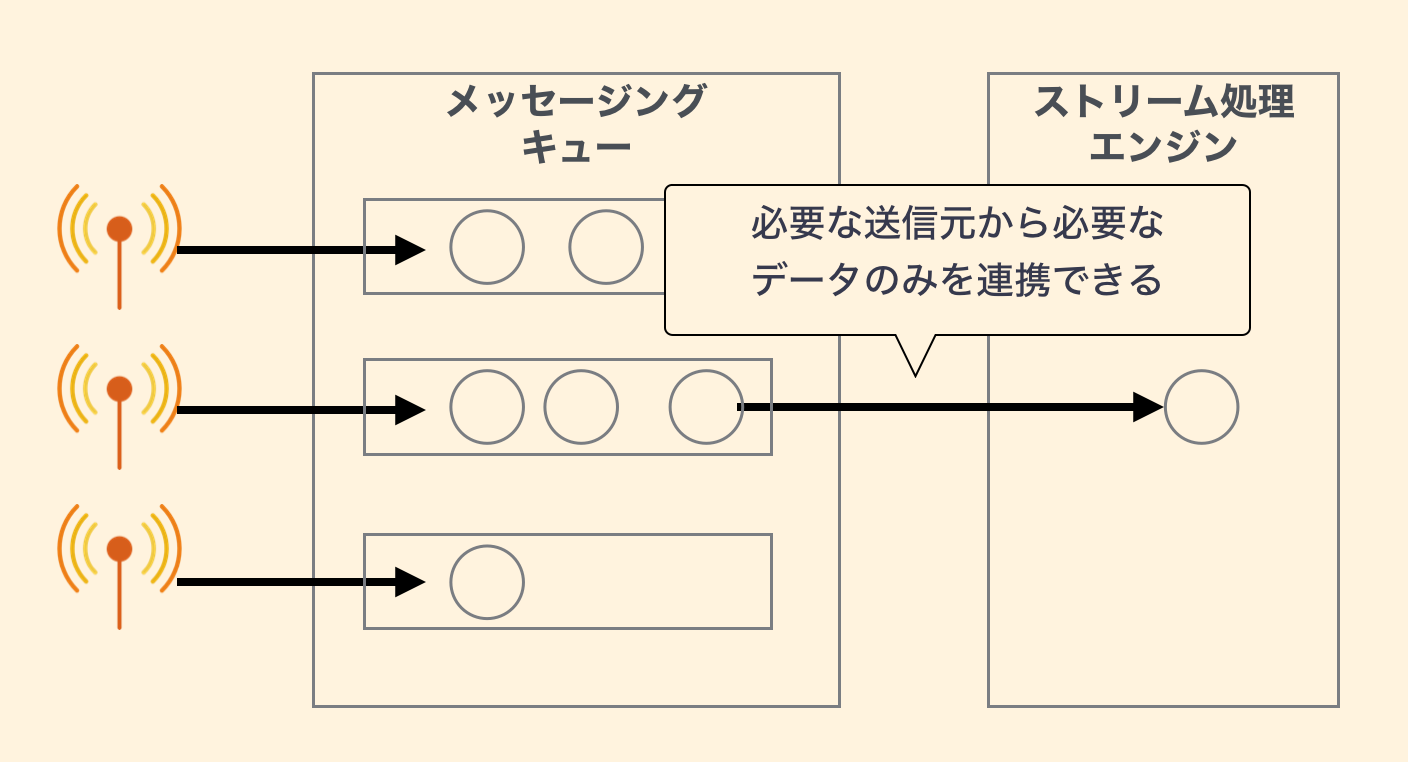 メッセージング
キュー
ストリーム処理
エンジン
必要な送信元から必要な
データのみを連携できる